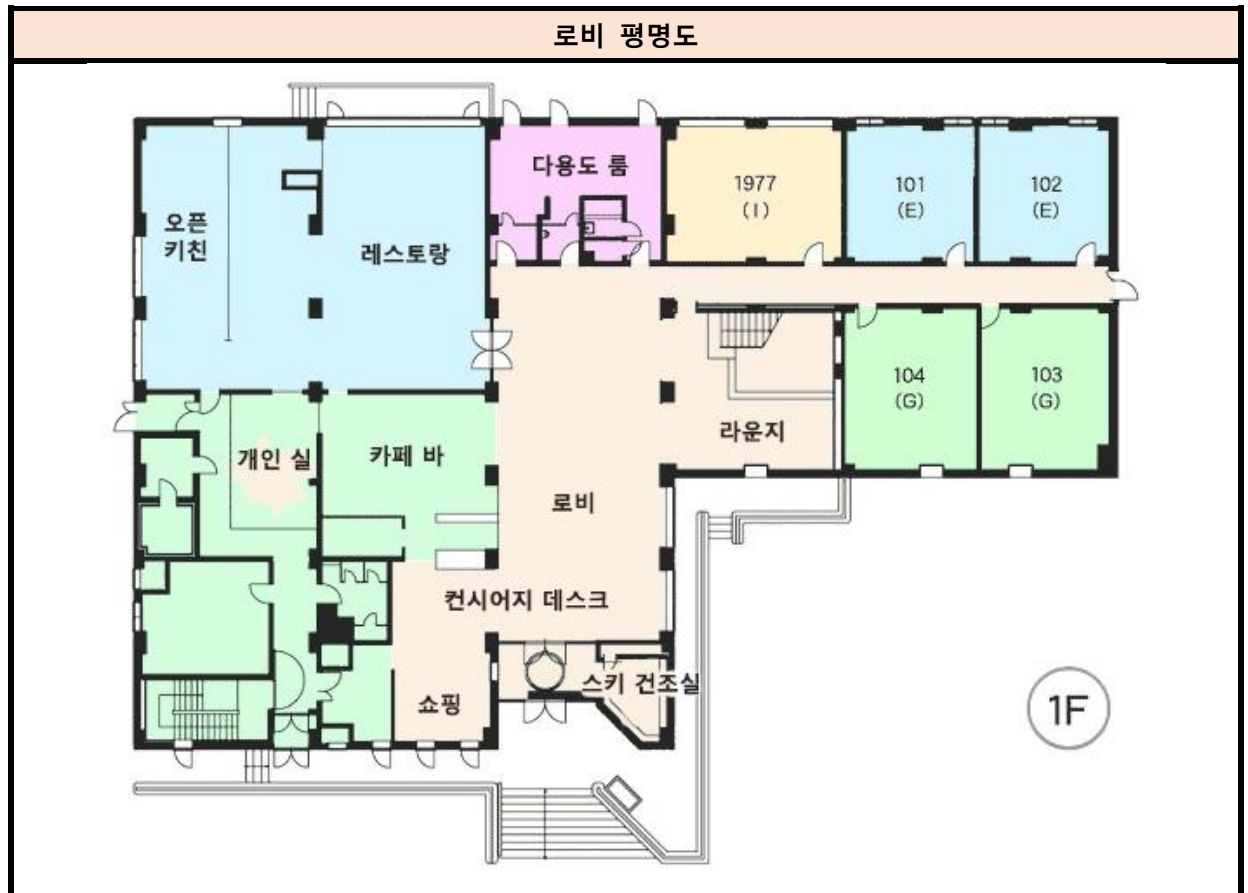 로비 평명도
다용도 룸
1977
(I)
101
(E)
102
(E)
오픈
키친
레스토랑
104
(G)
103
(G)
라운지
개인 실
카페 바
로비
컨시어지 데스크
스키 건조실
쇼핑
1F